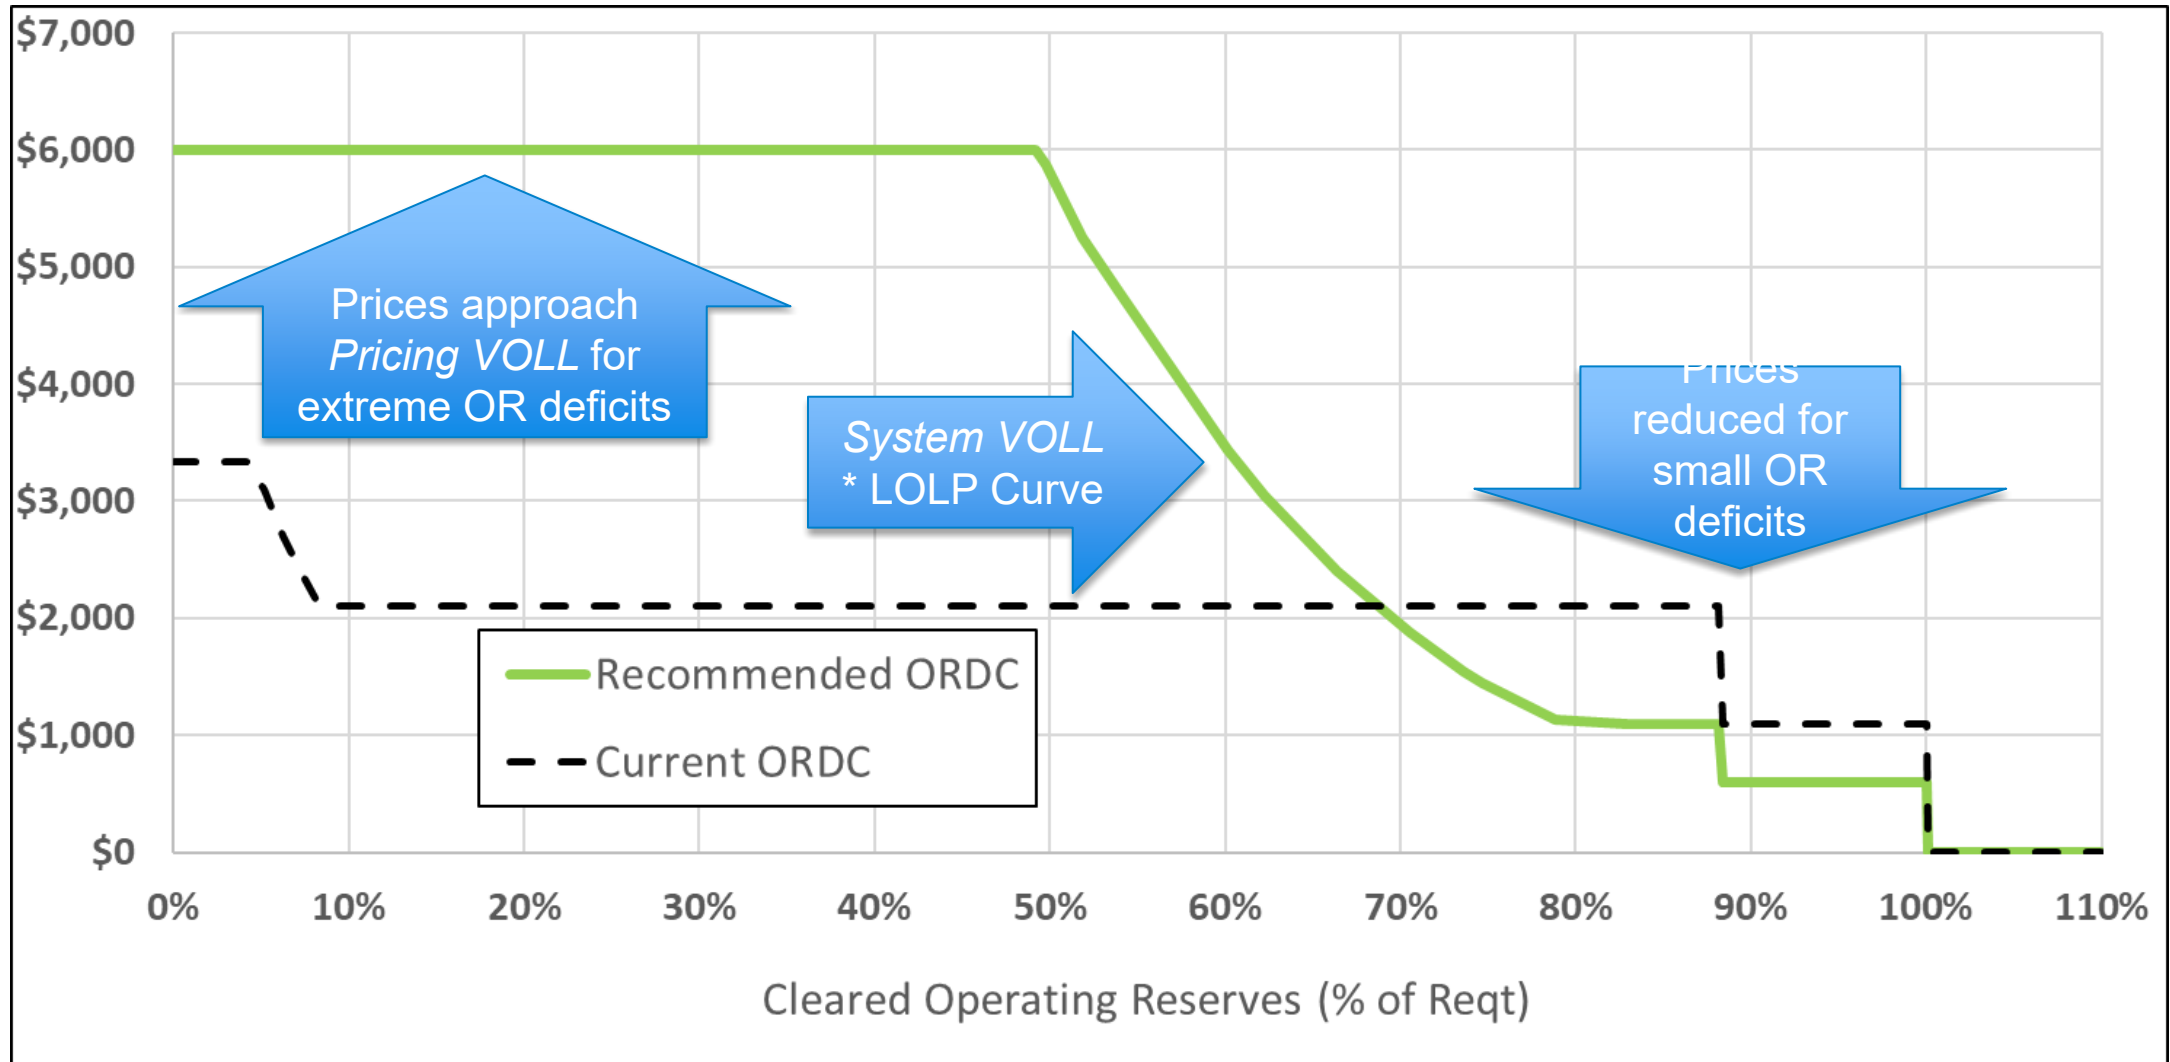 $7,000
$6,000
$5,000
$4,000
$3,000
$2,000
$1,000
$0
Prices approach
Pricing VOLL for
extreme OR deficits
System VOLL
* LOLP Curve
Prices
reduced for
small OR
deficits
Recommended ORDC
Current ORDC
0% 10% 20% 30% 40% 50% 60% 70% 80% 90% 100% 110%
Cleared Operating Reserves (% of Reqt)